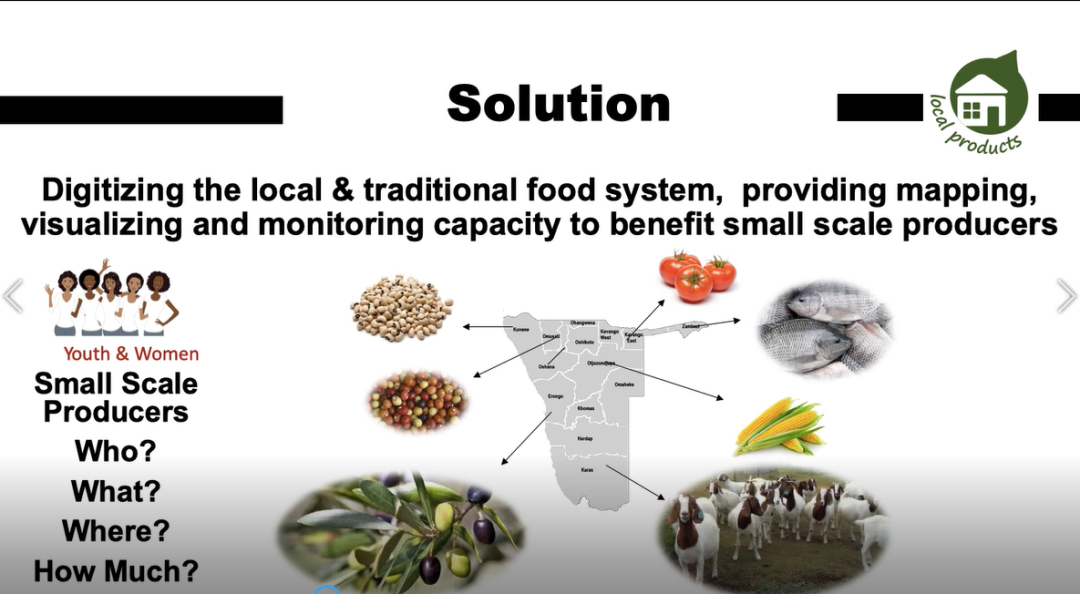 Solution
local products
Digitizing the local & traditional food system, providing mapping,
visualizing and monitoring capacity to benefit small scale producers
Youth & Women
Small Scale
Producers
Who?
What?
Where?
How Much?
Kunene
Omusati
Ohangwena
Oshikoto
Kavango
West
Kavango
East
Zambezi
Oshana
Otjozondjupa
Omaheke
Erongo
Khomas
Hardap
Karas